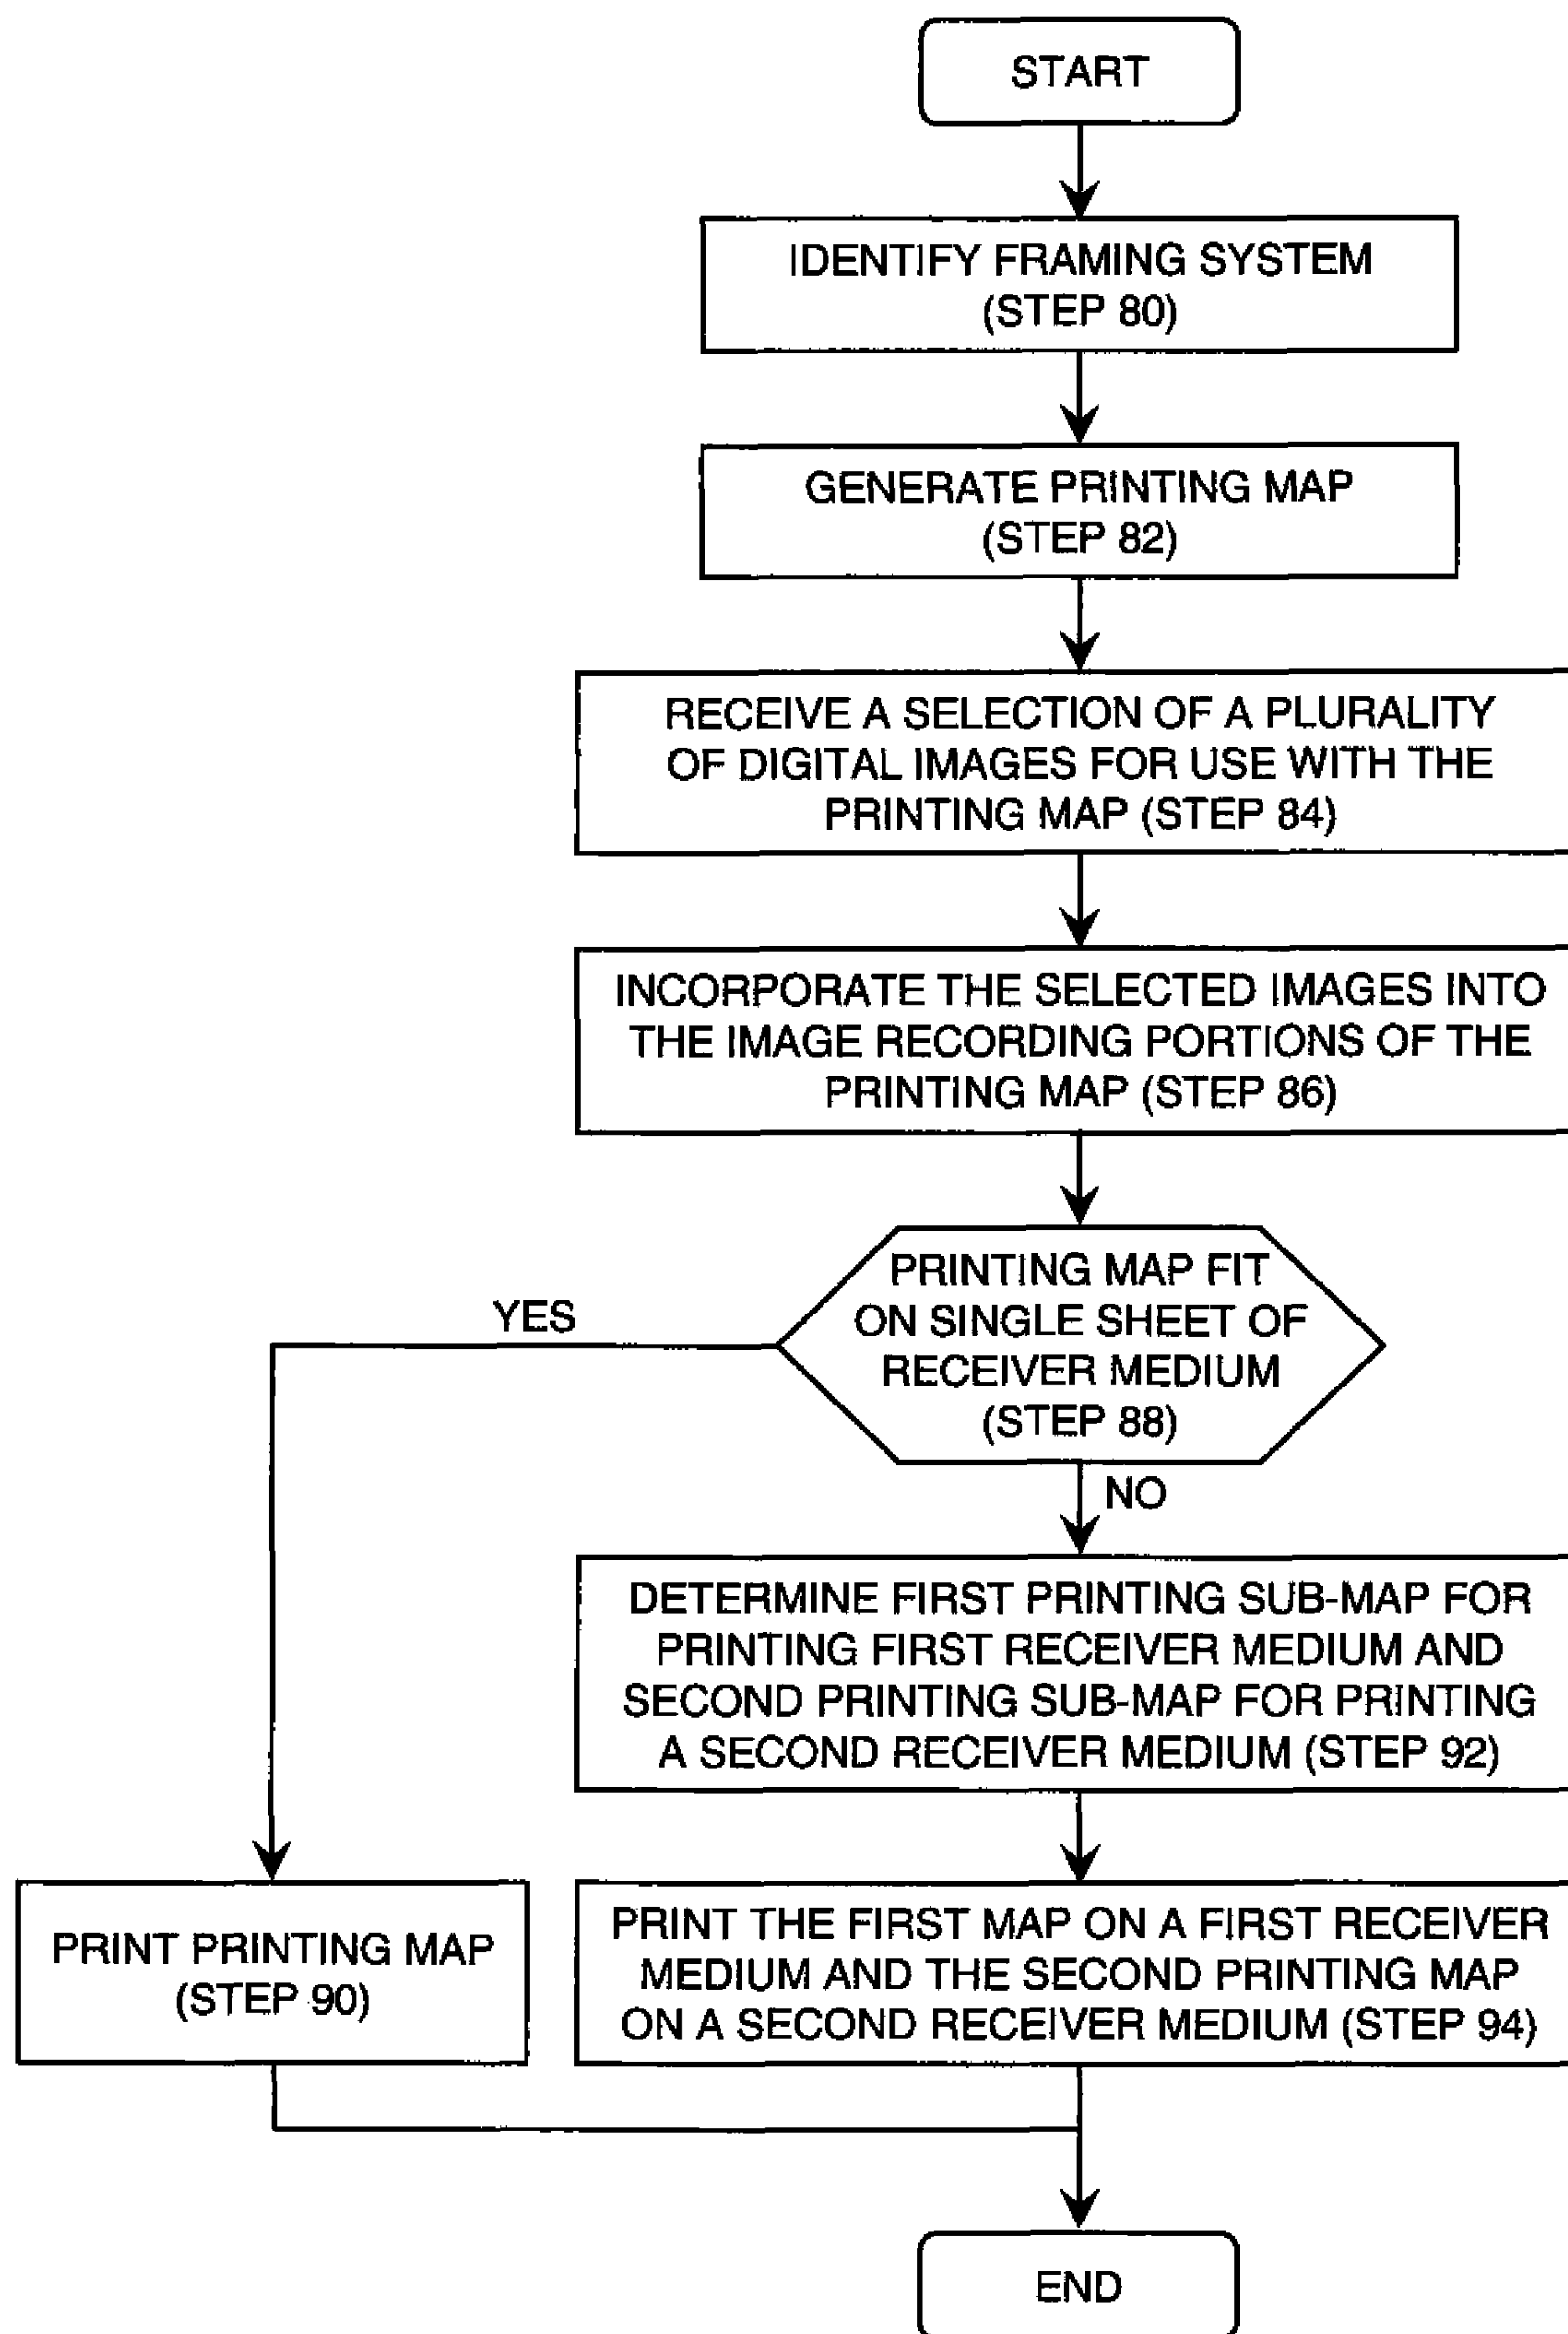 START
IDENTIFY FRAMING SYSTEM
(STEP 80)
GENERATE PRINTING MAP
(STEP 82)
RECEIVE A SELECTION OF A PLURALITY
OF DIGITAL IMAGES FOR USE WITH THE
PRINTING MAP (STEP 84)
INCORPORATE THE SELECTED IMAGES INTO
THE IMAGE RECORDING PORTIONS OF THE
PRINTING MAP (STEP 86)
PRINTING MAP FIT
ON SINGLE SHEET OF
RECEIVER MEDIUM
(STEP 88)
YES
NO
DETERMINE FIRST PRINTING SUB-MAP FOR
PRINTING FIRST RECEIVER MEDIUM AND
SECOND PRINTING SUB-MAP FOR PRINTING
A SECOND RECEIVER MEDIUM (STEP 92)
PRINT PRINTING MAP
(STEP 90)
PRINT THE FIRST MAP ON A FIRST RECEIVER
MEDIUM AND THE SECOND PRINTING MAP
ON A SECOND RECEIVER MEDIUM (STEP 94)
END